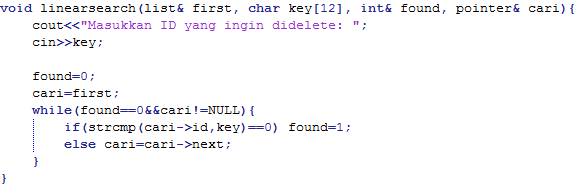 void linearsearch(list& first, char key[12], int& found, pointer& cari){
    cout<<"Masukkan ID yang ingin didelete: ";
    cin>>key;

    found=0;
    cari=first;
    while(found==0&&cari!=NULL){
        if(strcmp(cari->id,key)==0) found=1;
        else cari=cari->next;
    }
}